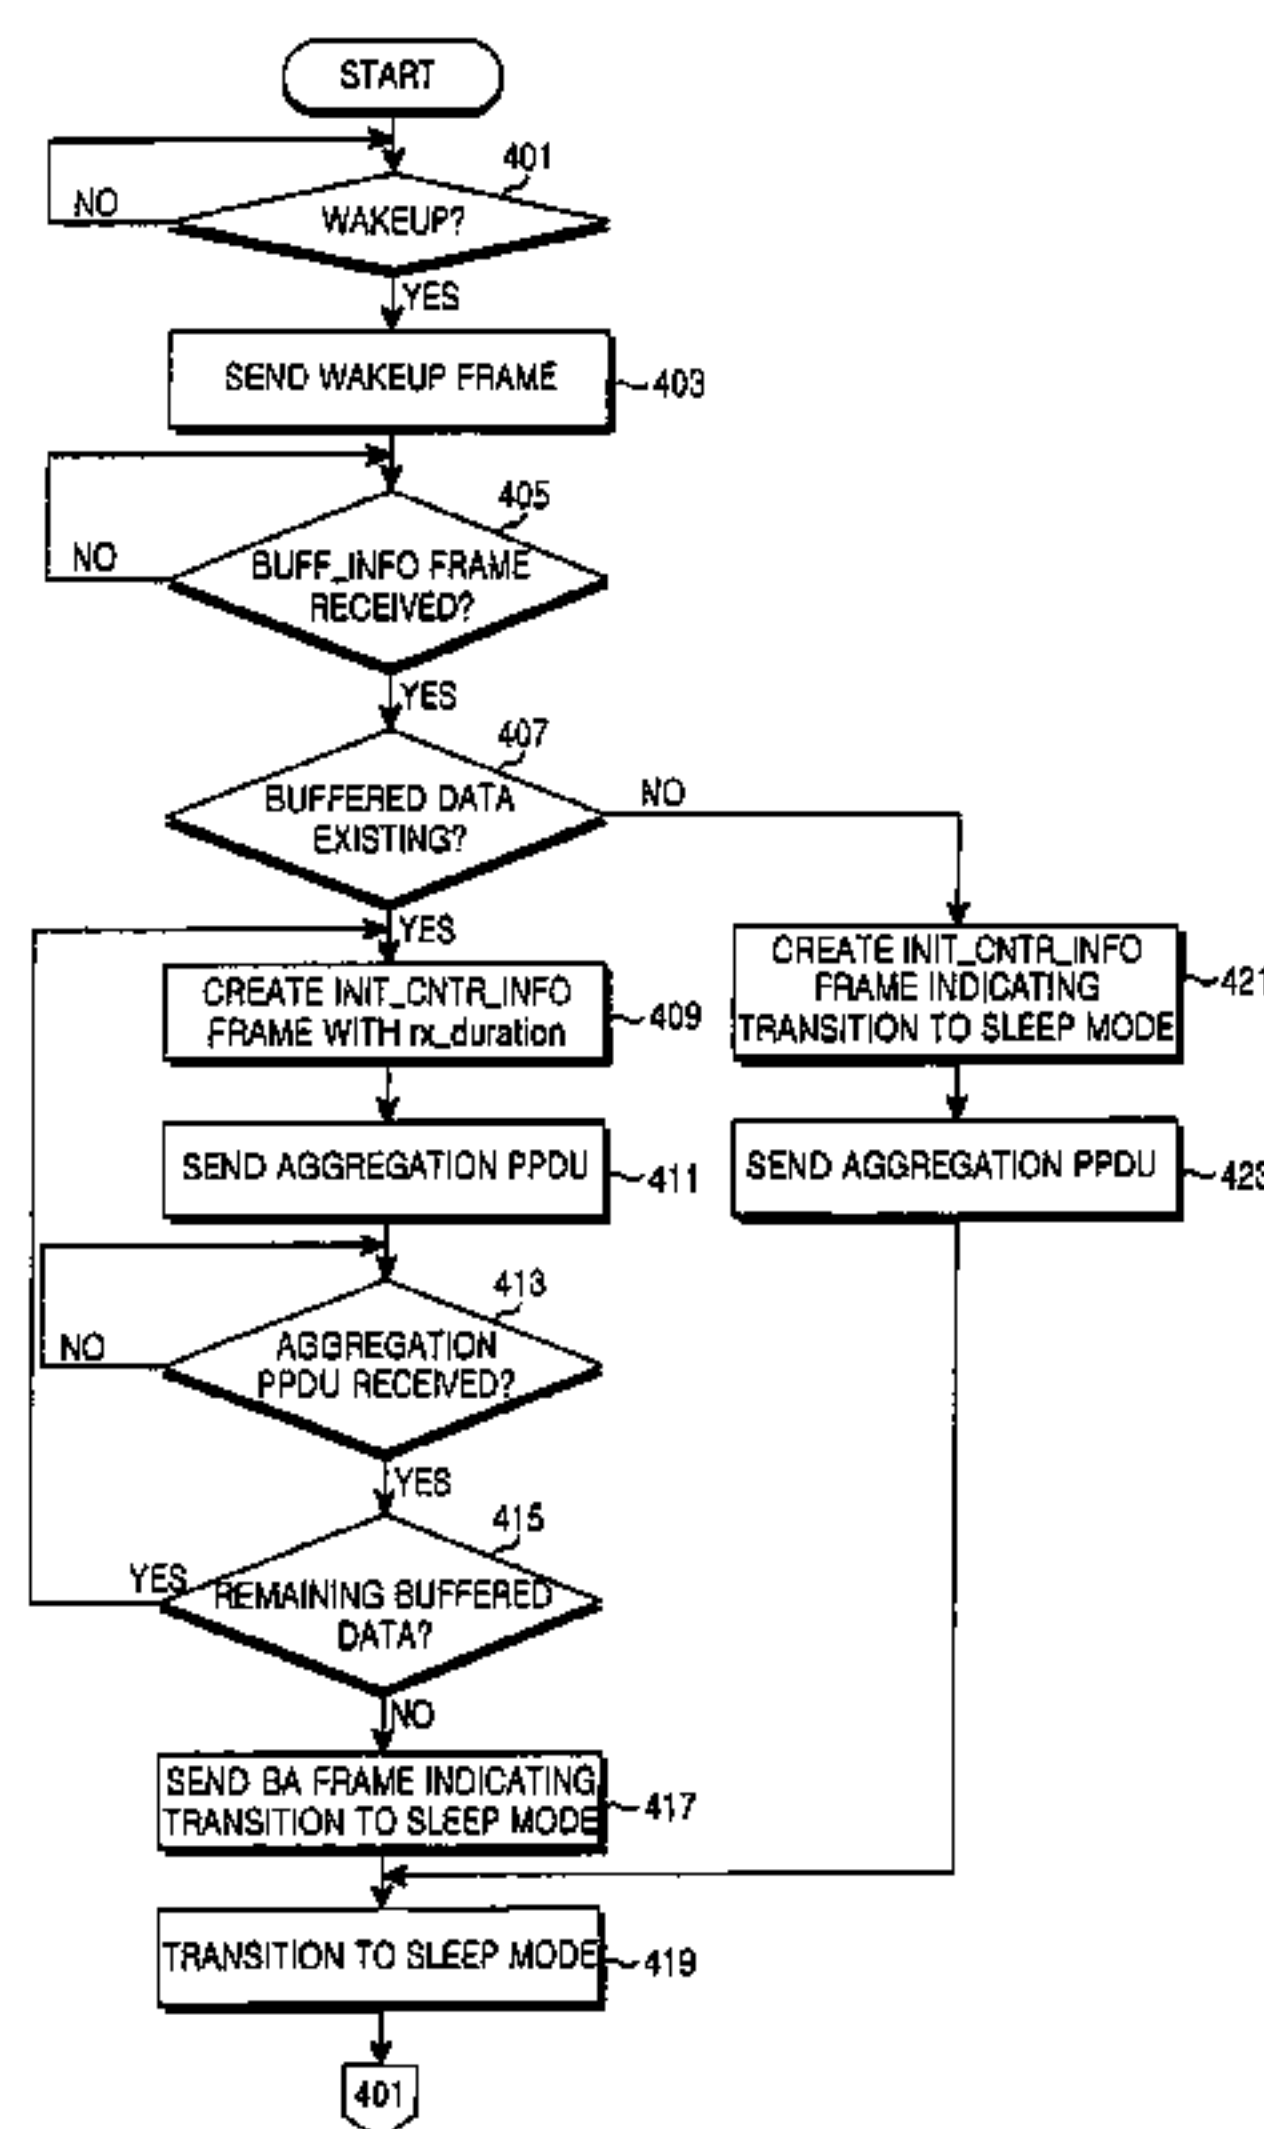 START
401
NO
WAKEUP?
YES
SEND WAKEUP FRAME
403
405
NO
BUFF_INFO FRAME
RECEIVED?
YES
407
BUFFERED DATA
EXISTING?
NO
YES
CREATE INIT_CNTR_INFO
FRAME WITH rx_duration
409
CREATE INIT_CNTR_INFO
FRAME INDICATING
TRANSITION TO SLEEP MODE
421
SEND AGGREGATION PPDU
411
SEND AGGREGATION PPDU
423
413
NO
AGGREGATION
PPDU RECEIVED?
YES
415
YES
REMAINING BUFFERED
DATA?
NO
SEND BA FRAME INDICATING
TRANSITION TO SLEEP MODE
417
TRANSITION TO SLEEP MODE
419
401